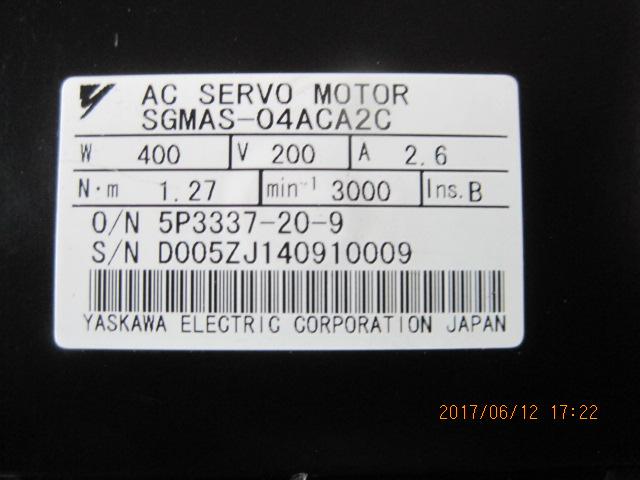 AC SERVO MOTOR
SGMAS-04ACA2C
W 400 V 200 A 2.6
N·m 1.27 min⁻¹ 3000 Ins. B
O/N 5P3337-20-9
S/N D005ZJ140910009
YASKAWA ELECTRIC CORPORATION JAPAN
2017/06/12 17:22